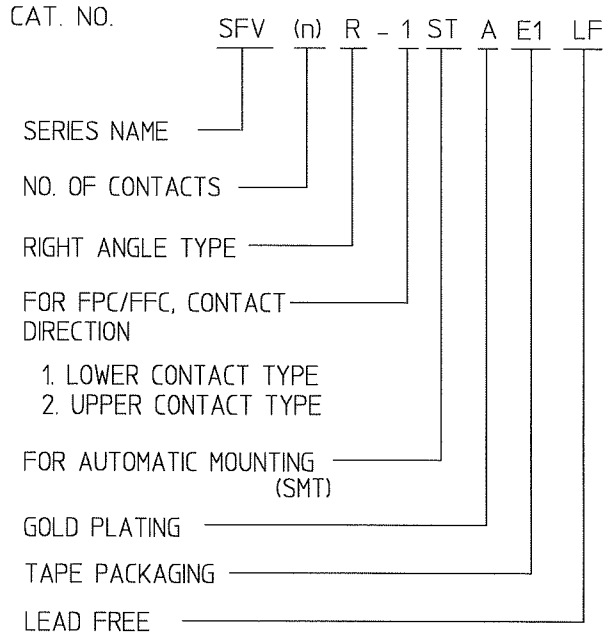 CAT. NO.
SFV (n) R - 1 ST A E1 LF
SERIES NAME
NO. OF CONTACTS
RIGHT ANGLE TYPE
FOR FPC/FFC, CONTACT
DIRECTION
1. LOWER CONTACT TYPE
2. UPPER CONTACT TYPE
FOR AUTOMATIC MOUNTING
(SMT)
GOLD PLATING
TAPE PACKAGING
LEAD FREE